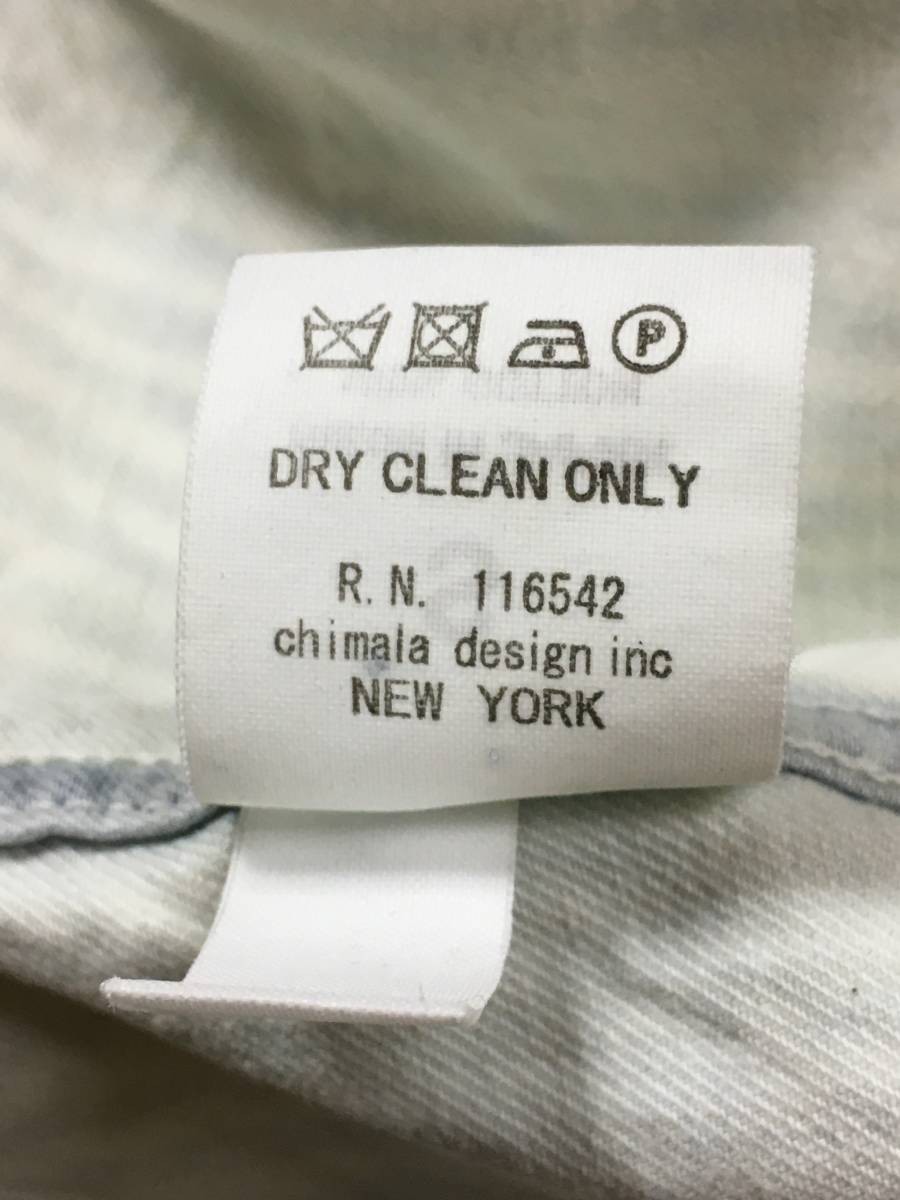 P
DRY CLEAN ONLY
R.N. 116542
chimala design inc
NEW YORK